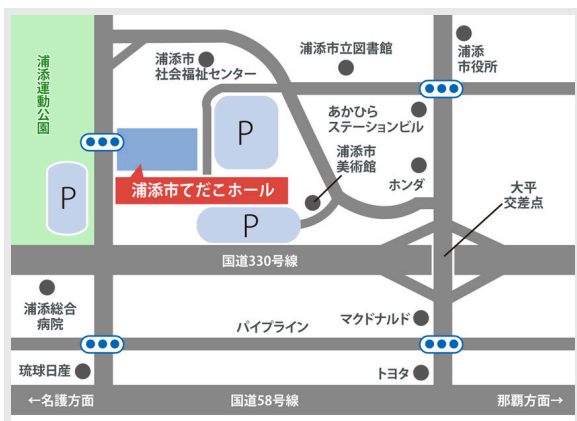 浦添運動公園
浦添市
社会福祉センター
浦添市立図書館
浦添
市役所
あかひら
ステーションビル
浦添市
美術館
ホンダ
大平
交差点
P
P
P
浦添市てだこホール
国道330号線
浦添総合
病院
パイプライン
マクドナルド
琉球日産
トヨタ
←名護方面
国道58号線
那覇方面→